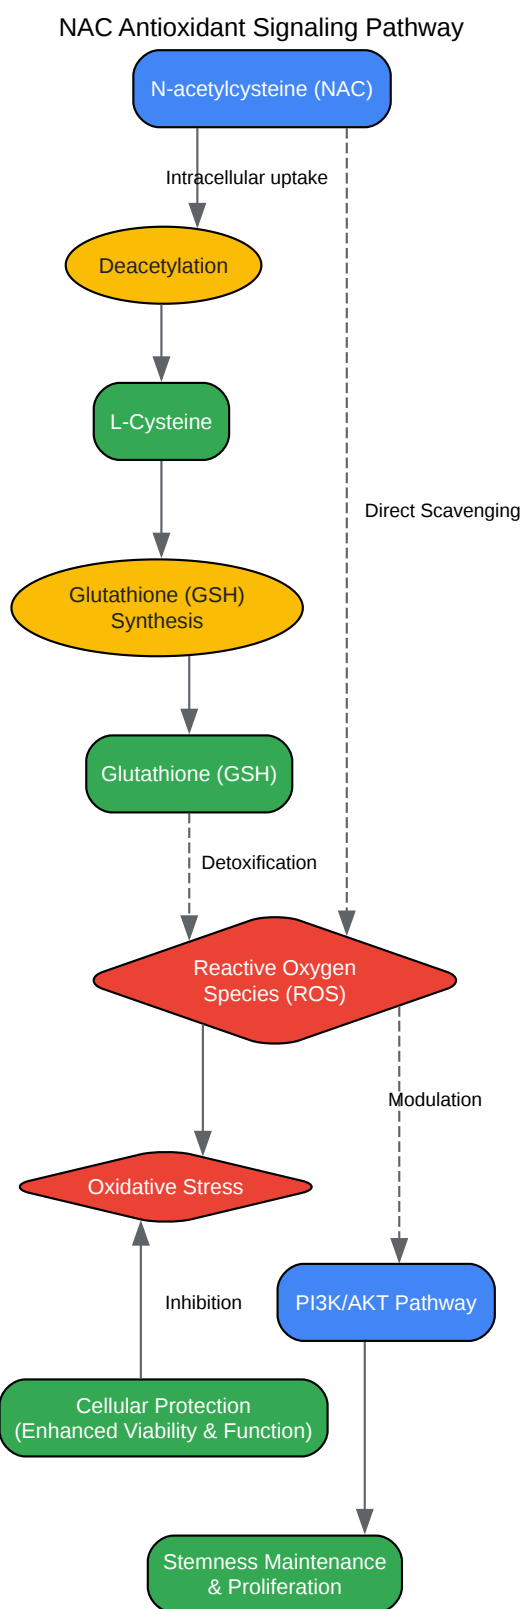 NAC Antioxidant Signaling Pathway
N-acetylcysteine (NAC)
Intracellular uptake
Deacetylation
L-Cysteine
Direct Scavenging
Glutathione (GSH)
Synthesis
Glutathione (GSH)
Detoxification
Reactive Oxygen
Species (ROS)
Modulation
Oxidative Stress
Inhibition
PI3K/AKT Pathway
Cellular Protection
(Enhanced Viability & Function)
Stemness Maintenance
& Proliferation